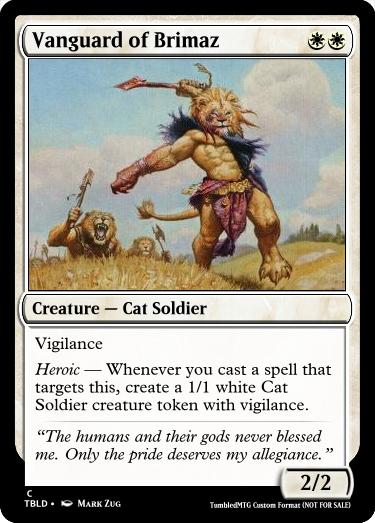 Vanguard of Brimaz
Creature — Cat Soldier
Vigilance
Heroic — Whenever you cast a spell that
targets this, create a 1/1 white Cat
Soldier creature token with vigilance.
“The humans and their gods never blessed
me. Only the pride deserves my allegiance.”
2/2
C
TBLD • Mark Zug
TumbledMTG Custom Format (NOT FOR SALE)